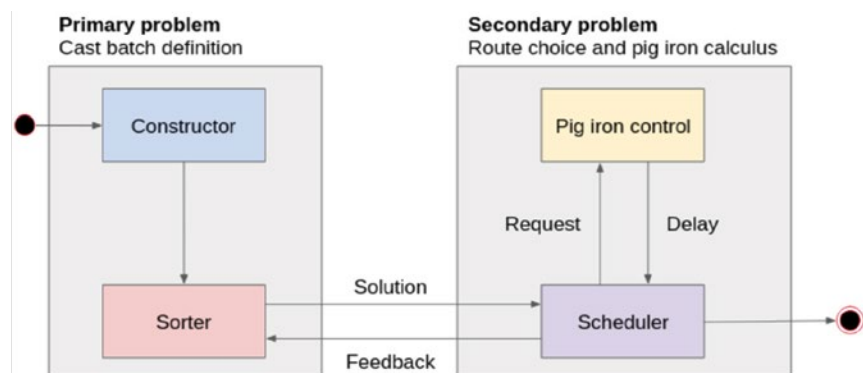 Primary problem
Cast batch definition
Secondary problem
Route choice and pig iron calculus
Constructor
Pig iron control
Request
Delay
Solution
Sorter
Scheduler
Feedback